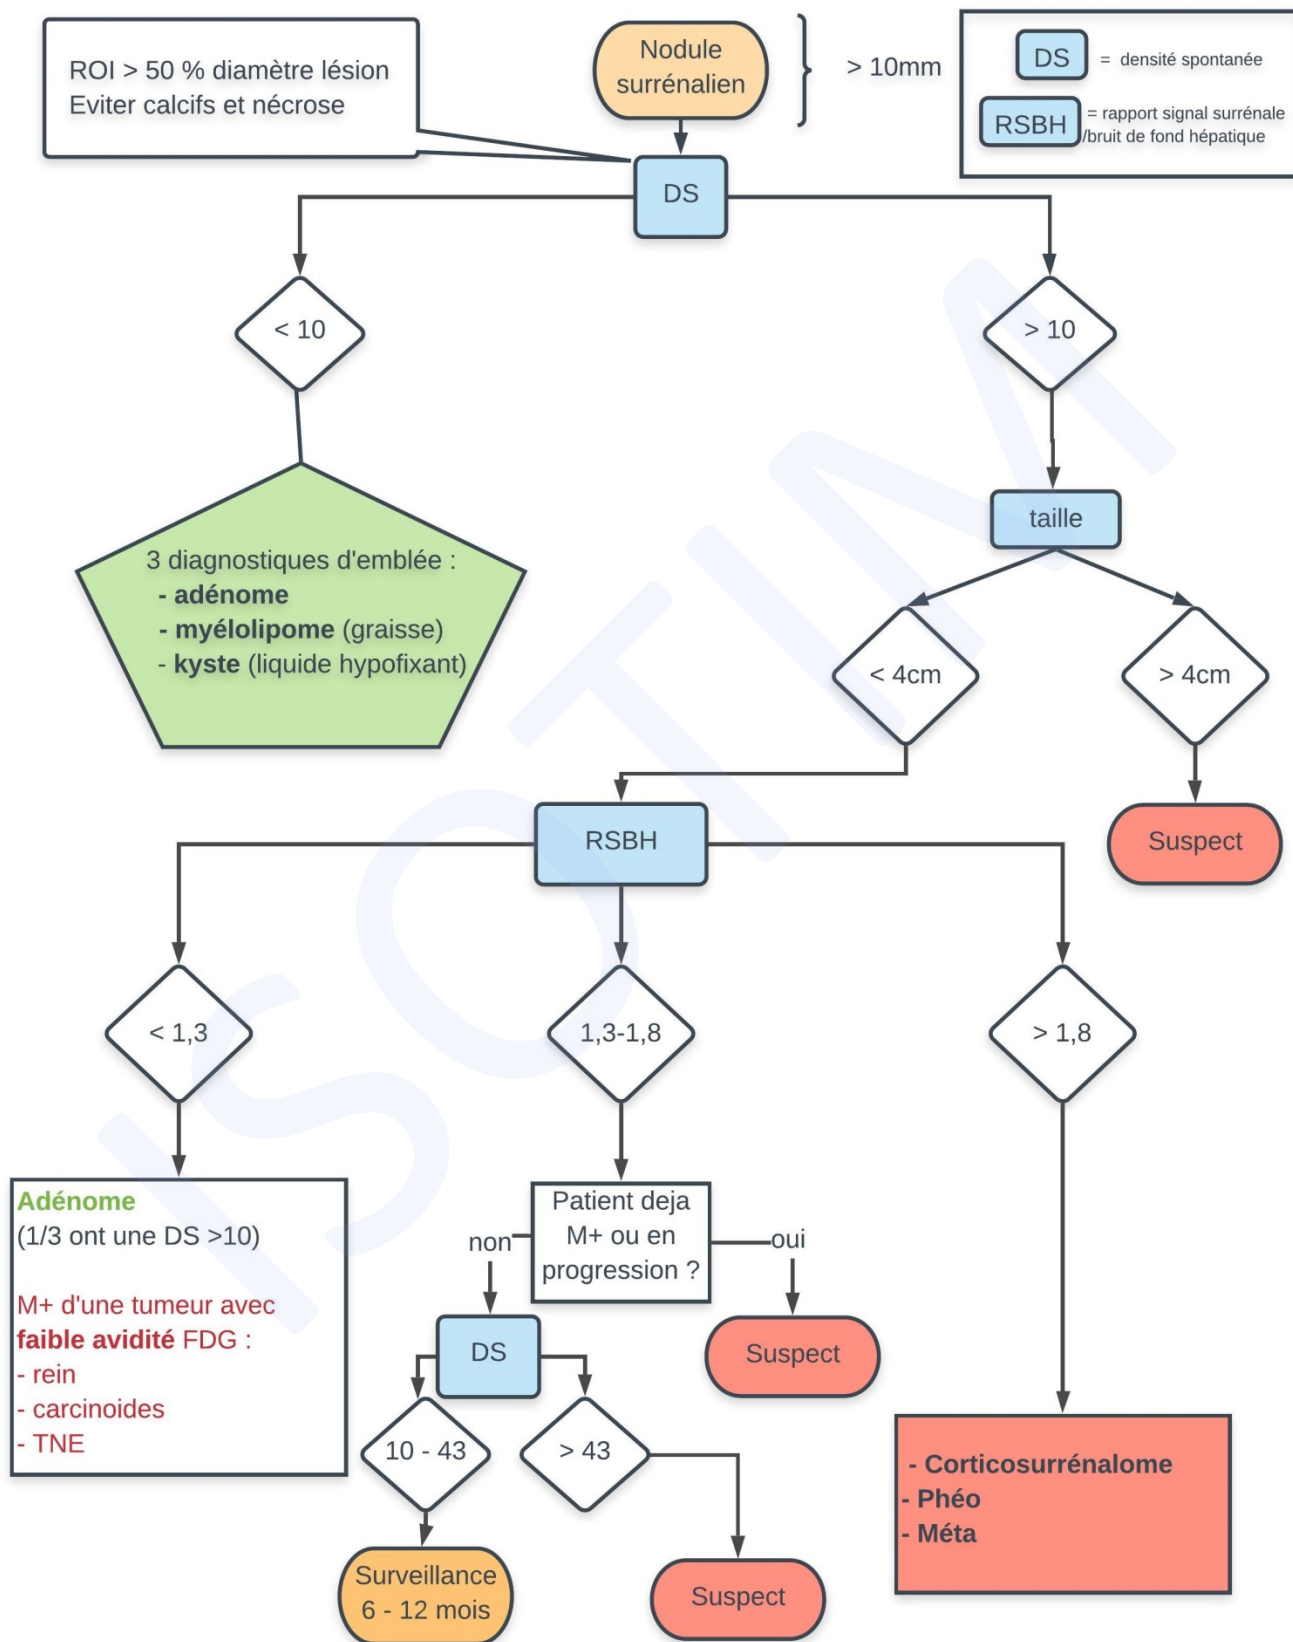 ROI > 50 % diamètre lésion
Eviter calcifs et nécrose
Nodule
surrénalien
> 10mm
DS
= densité spontanée
RSBH
= rapport signal surrénale
/bruit de fond hépatique
DS
< 10
> 10
3 diagnostiques d'emblée :
- adénome
- myélolipome (graisse)
- kyste (liquide hypofixant)
taille
< 4cm
> 4cm
Suspect
RSBH
< 1,3
1,3-1,8
> 1,8
Adénome
(1/3 ont une DS >10)
M+ d'une tumeur avec
faible avidité FDG :
- rein
- carcinoides
- TNE
Patient deja
M+ ou en
progression ?
non
oui
DS
Suspect
10 - 43
> 43
Surveillance
6 - 12 mois
Suspect
- Corticosurrénalome
- Phéo
- Méta
ISOTIM